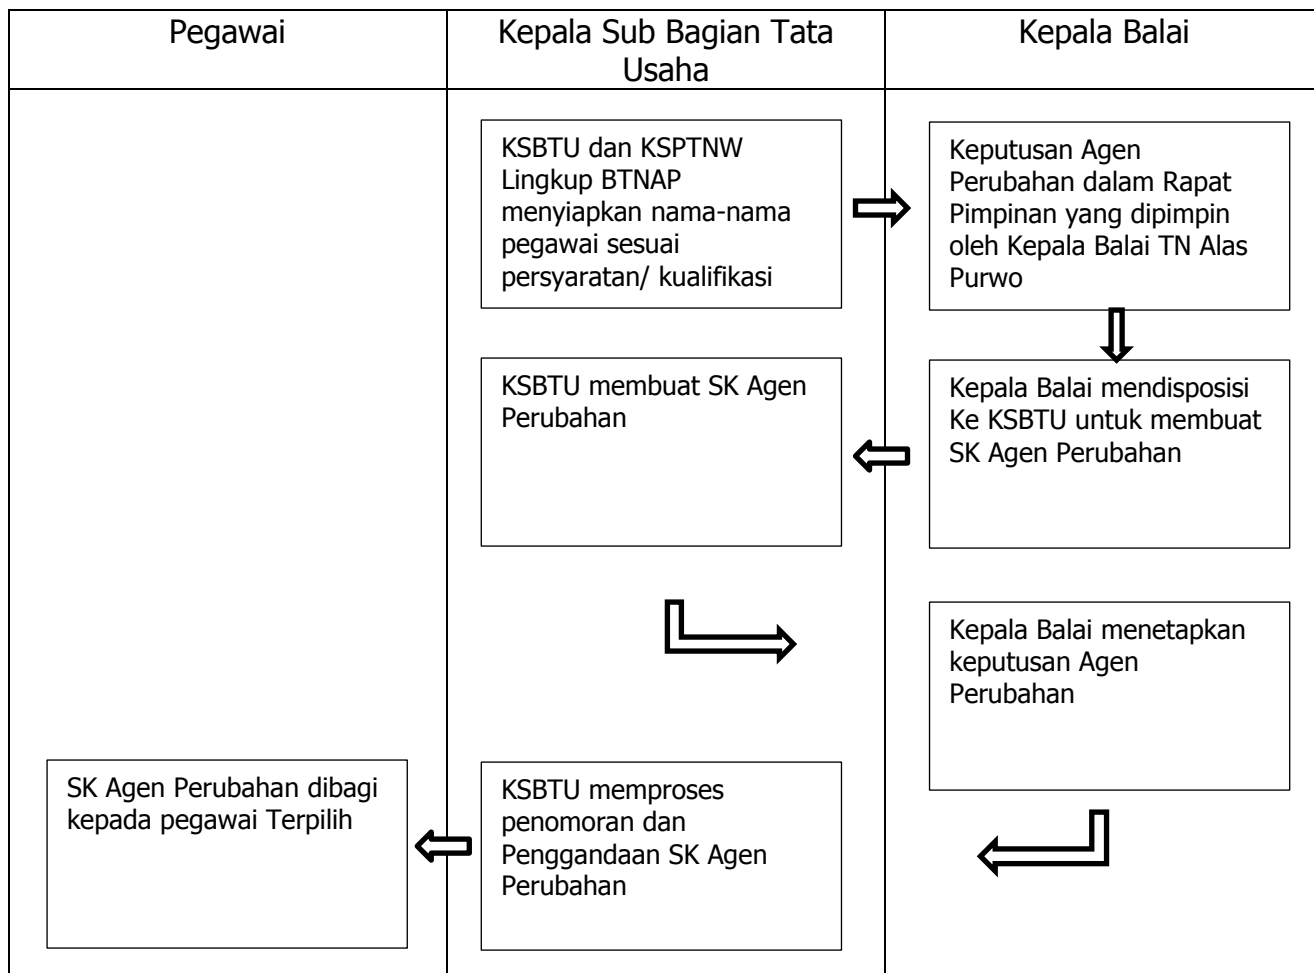 Pegawai
Kepala Sub Bagian Tata
Usaha
Kepala Balai
KSBTU dan KSPTNW
Lingkup BTNAP
menyiapkan nama-nama
pegawai sesuai
persyaratan/ kualifikasi
Keputusan Agen
Perubahan dalam Rapat
Pimpinan yang dipimpin
oleh Kepala Balai TN Alas
Purwo
KSBTU membuat SK Agen
Perubahan
Kepala Balai mendisposisi
Ke KSBTU untuk membuat
SK Agen Perubahan
Kepala Balai menetapkan
keputusan Agen
Perubahan
SK Agen Perubahan dibagi
kepada pegawai Terpilih
KSBTU memproses
penomoran dan
Penggandaan SK Agen
Perubahan